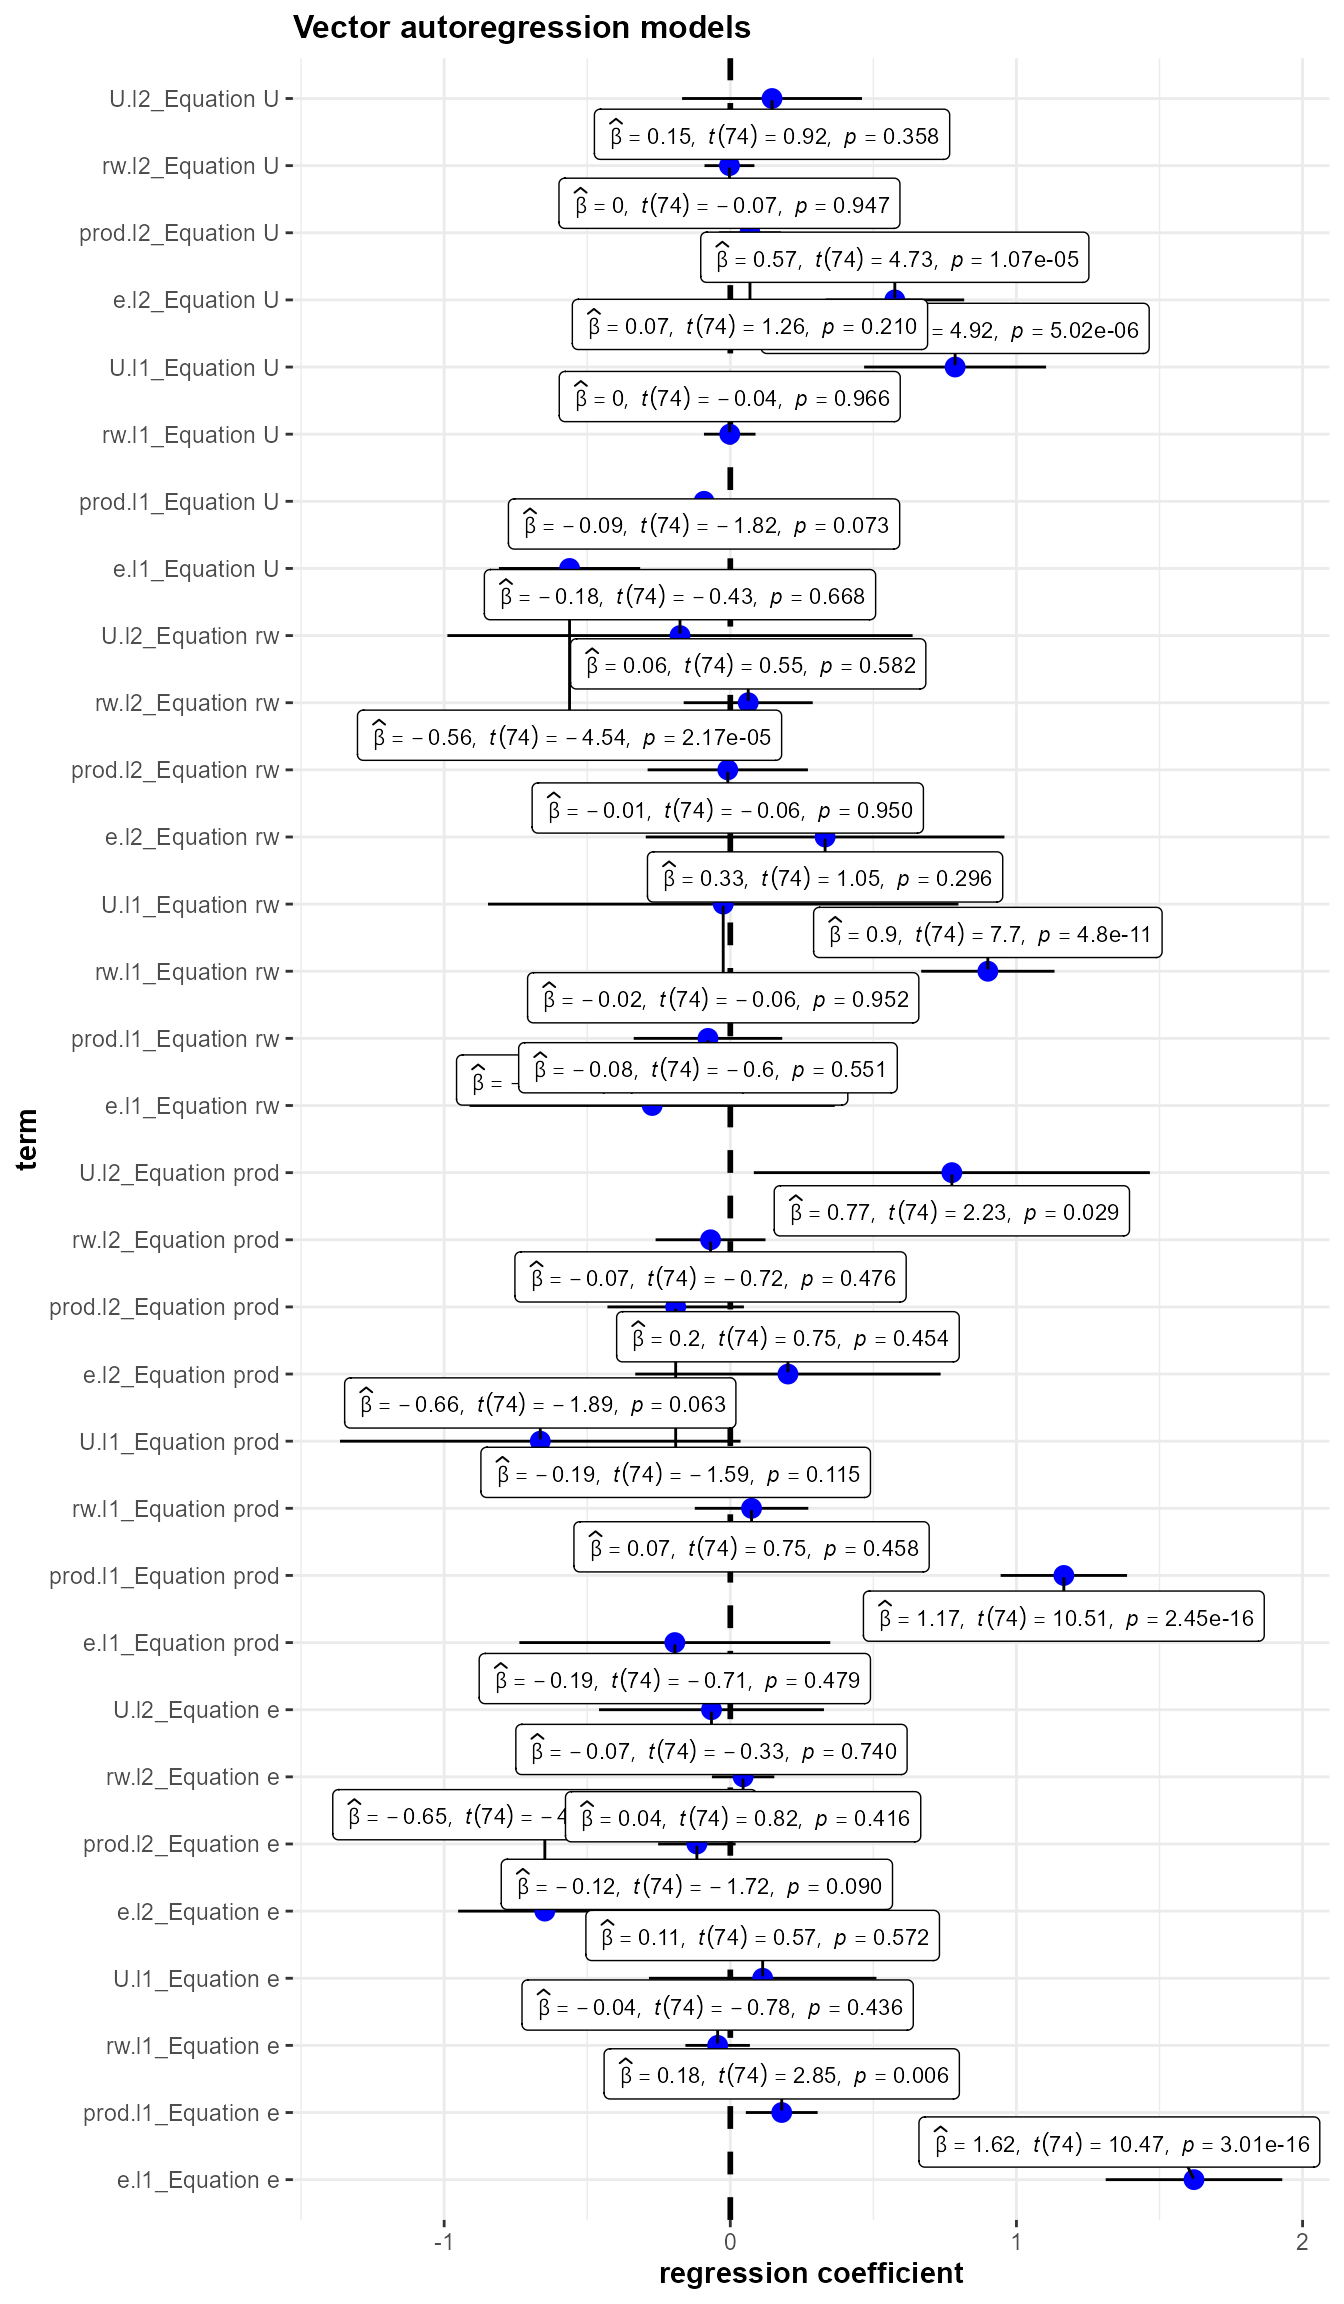 Vector autoregression models
term
U.l2_Equation U
β̂ = 0.15, t(74) = 0.92, p = 0.358
rw.l2_Equation U
β̂ = 0, t(74) = −0.07, p = 0.947
prod.l2_Equation U
β̂ = 0.57, t(74) = 4.73, p = 1.07e-05
e.l2_Equation U
β̂ = 0.07, t(74) = 1.26, p = 0.210
= 4.92, p = 5.02e-06
U.l1_Equation U
β̂ = 0, t(74) = −0.04, p = 0.966
rw.l1_Equation U
prod.l1_Equation U
β̂ = −0.09, t(74) = −1.82, p = 0.073
e.l1_Equation U
β̂ = −0.18, t(74) = −0.43, p = 0.668
U.l2_Equation rw
β̂ = 0.06, t(74) = 0.55, p = 0.582
rw.l2_Equation rw
β̂ = −0.56, t(74) = −4.54, p = 2.17e-05
prod.l2_Equation rw
β̂ = −0.01, t(74) = −0.06, p = 0.950
e.l2_Equation rw
β̂ = 0.33, t(74) = 1.05, p = 0.296
U.l1_Equation rw
β̂ = 0.9, t(74) = 7.7, p = 4.8e-11
rw.l1_Equation rw
β̂ = −0.02, t(74) = −0.06, p = 0.952
prod.l1_Equation rw
β̂ = −0.08, t(74) = −0.6, p = 0.551
β̂ = −
e.l1_Equation rw
U.l2_Equation prod
β̂ = 0.77, t(74) = 2.23, p = 0.029
rw.l2_Equation prod
β̂ = −0.07, t(74) = −0.72, p = 0.476
prod.l2_Equation prod
β̂ = 0.2, t(74) = 0.75, p = 0.454
e.l2_Equation prod
β̂ = −0.66, t(74) = −1.89, p = 0.063
U.l1_Equation prod
β̂ = −0.19, t(74) = −1.59, p = 0.115
rw.l1_Equation prod
β̂ = 0.07, t(74) = 0.75, p = 0.458
prod.l1_Equation prod
β̂ = 1.17, t(74) = 10.51, p = 2.45e-16
e.l1_Equation prod
β̂ = −0.19, t(74) = −0.71, p = 0.479
U.l2_Equation e
β̂ = −0.07, t(74) = −0.33, p = 0.740
rw.l2_Equation e
β̂ = −0.65, t(74) = −4
β̂ = 0.04, t(74) = 0.82, p = 0.416
prod.l2_Equation e
β̂ = −0.12, t(74) = −1.72, p = 0.090
e.l2_Equation e
β̂ = 0.11, t(74) = 0.57, p = 0.572
U.l1_Equation e
β̂ = −0.04, t(74) = −0.78, p = 0.436
rw.l1_Equation e
β̂ = 0.18, t(74) = 2.85, p = 0.006
prod.l1_Equation e
β̂ = 1.62, t(74) = 10.47, p = 3.01e-16
e.l1_Equation e
-1 0 1 2
regression coefficient